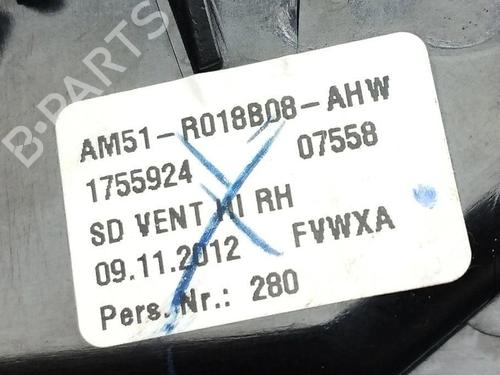 B-PARTS
AM51-R018B08-AHW
1755924 07558
SD VENT HI RH
09.11.2012 FVWXA
Pers.Nr.: 280